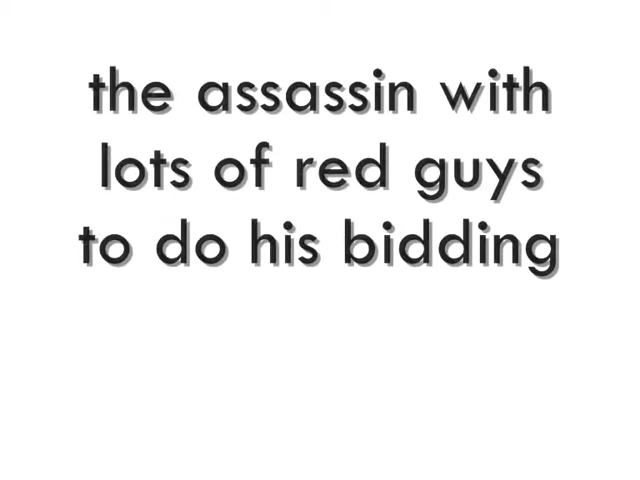 the assassin with
lots of red guys
to do his bidding